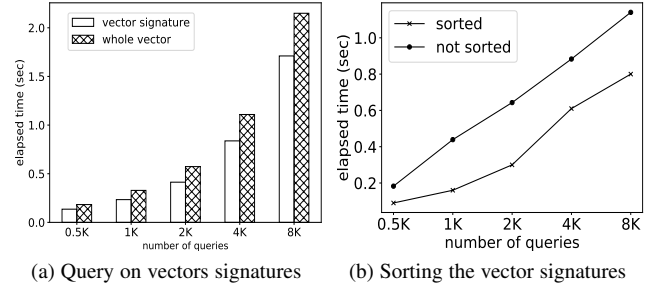 elapsed time (sec)
2.0
1.5
1.0
0.5
0.0
vector signature
whole vector
0.5K 1K 2K 4K 8K
number of queries
(a) Query on vectors signatures
elapsed time (sec)
1.0
0.8
0.6
0.4
0.2
sorted
not sorted
0.5K 1K 2K 4K 8K
number of queries
(b) Sorting the vector signatures